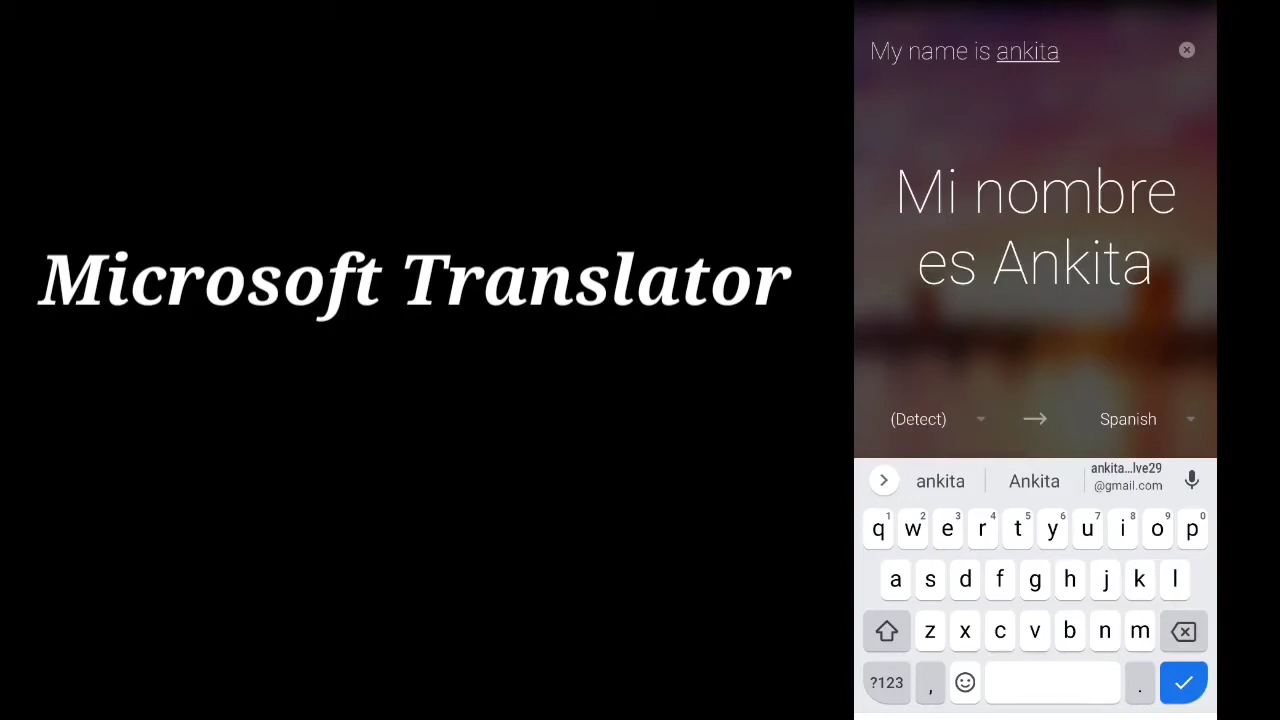 Microsoft Translator
My name is ankita
Mi nombre
es Ankita
(Detect) → Spanish
ankita Ankita ankita...lve29
@gmail.com
1 2 3 4 5 6 7 8 9 0
q w e r t y u i o p
a s d f g h j k l
z x c v b n m
?123 , .